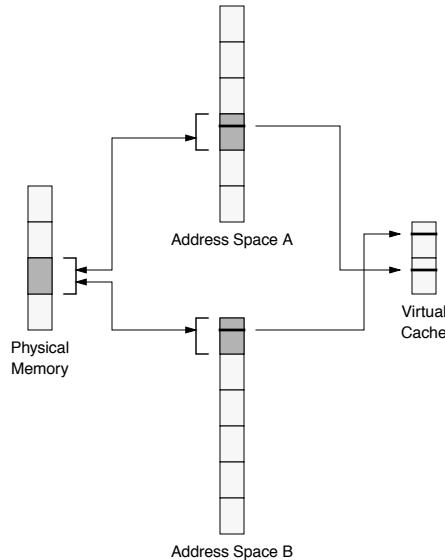 Address Space A
Physical
Memory
Virtual
Cache
Address Space B